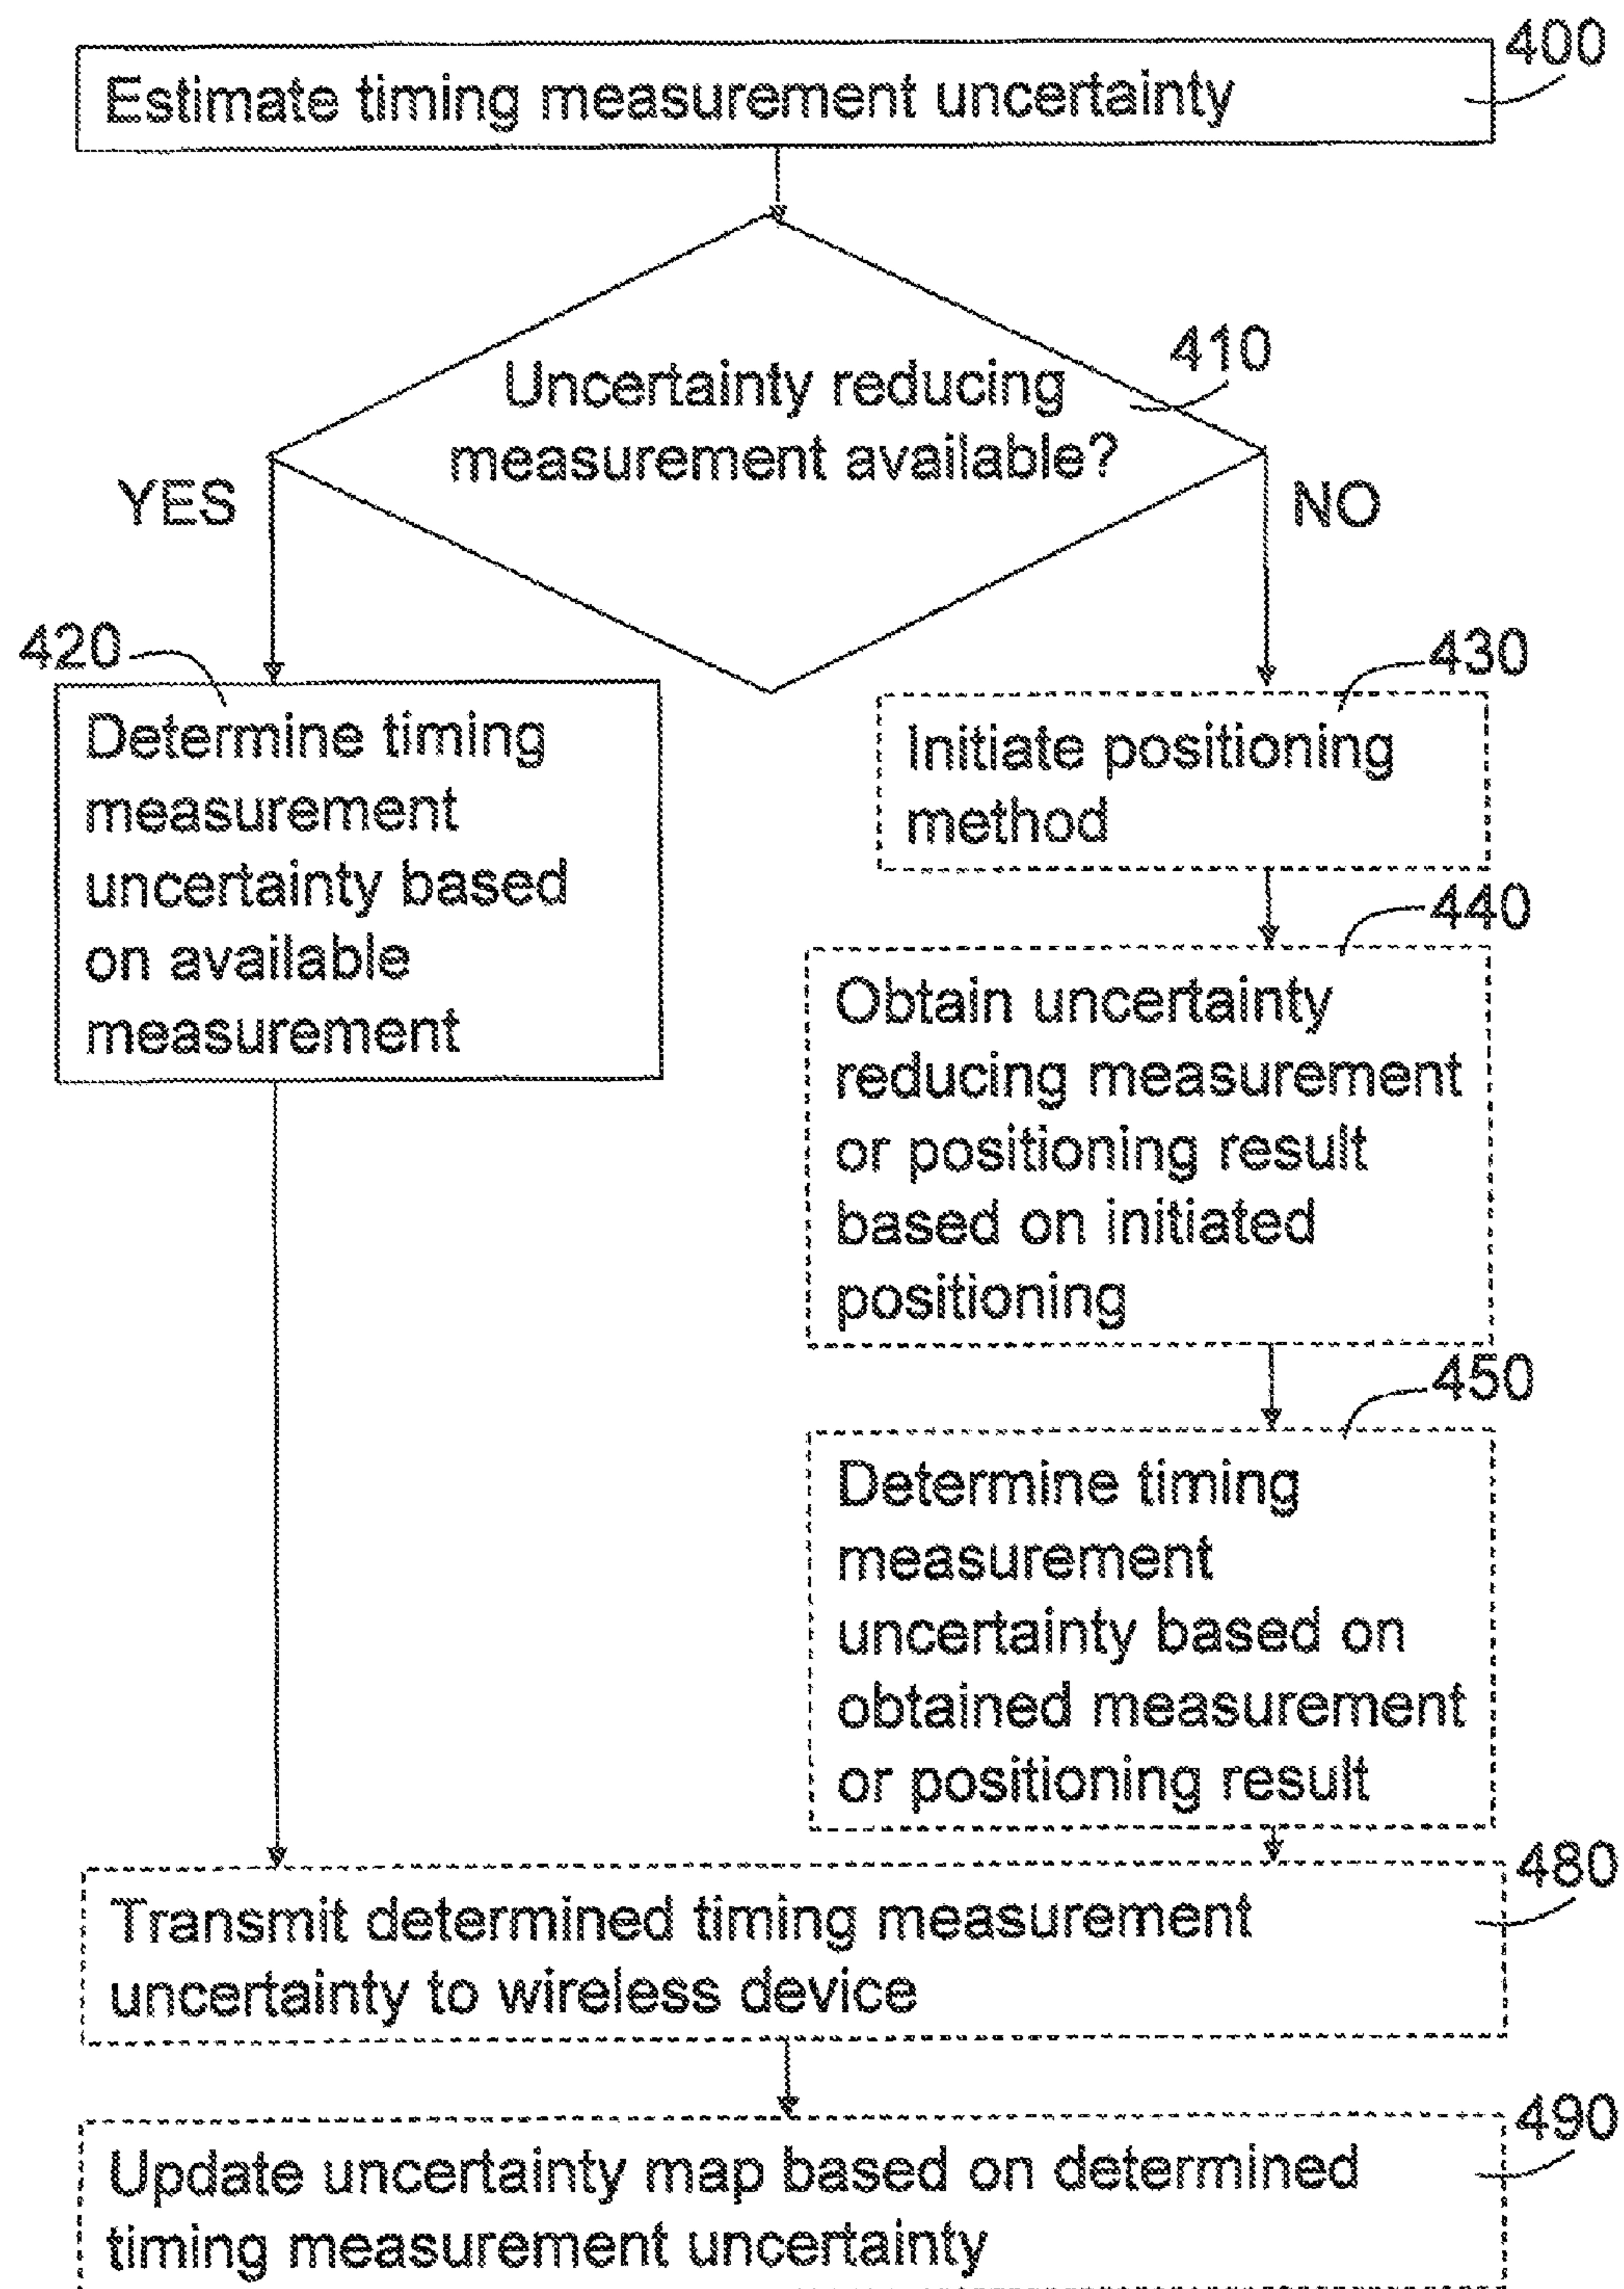 400
Estimate timing measurement uncertainty
410
Uncertainty reducing
measurement available?
YES
NO
420
Determine timing
measurement
uncertainty based
on available
measurement
430
Initiate positioning
method
440
Obtain uncertainty
reducing measurement
or positioning result
based on initiated
positioning
450
Determine timing
measurement
uncertainty based on
obtained measurement
or positioning result
480
Transmit determined timing measurement
uncertainty to wireless device
490
Update uncertainty map based on determined
timing measurement uncertainty